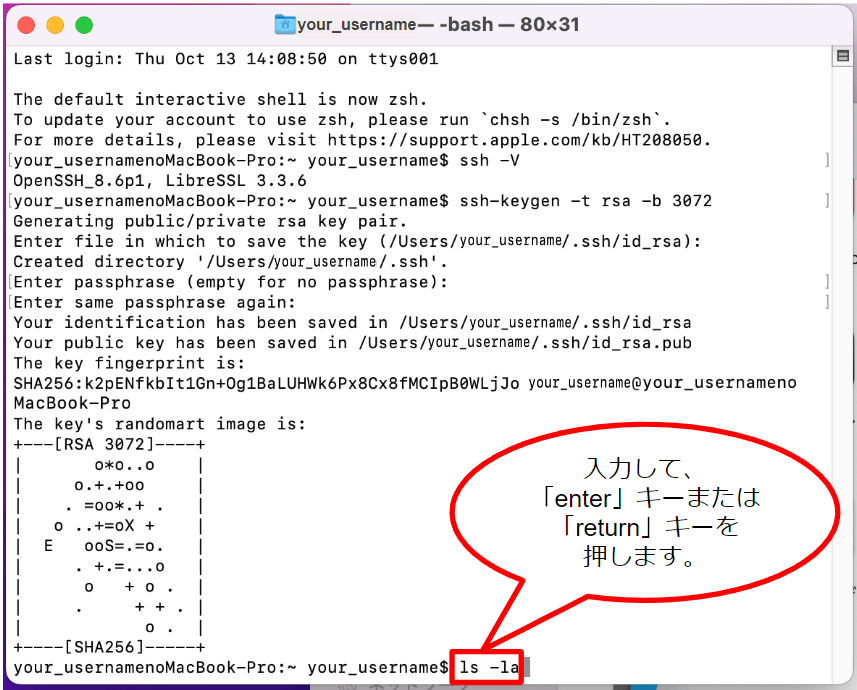 your_username— -bash — 80×31
Last login: Thu Oct 13 14:08:50 on ttys001
The default interactive shell is now zsh.
To update your account to use zsh, please run `chsh -s /bin/zsh`.
For more details, please visit https://support.apple.com/kb/HT208050.
[your_usernamenoMacBook-Pro:~ your_username$ ssh -V ]
OpenSSH_8.6p1, LibreSSL 3.3.6
[your_usernamenoMacBook-Pro:~ your_username$ ssh-keygen -t rsa -b 3072 ]
Generating public/private rsa key pair.
Enter file in which to save the key (/Users/your_username/.ssh/id_rsa):
Created directory '/Users/your_username/.ssh'.
[Enter passphrase (empty for no passphrase): ]
[Enter same passphrase again: ]
Your identification has been saved in /Users/your_username/.ssh/id_rsa
Your public key has been saved in /Users/your_username/.ssh/id_rsa.pub
The key fingerprint is:
SHA256:k2pENfkbIt1Gn+Og1BaLUHWk6Px8Cx8fMCIpB0WLjJo your_username@your_usernameno
MacBook-Pro
The key's randomart image is:
+---[RSA 3072]----+
|       o*o..o    |
|     o.+.+oo     |
|    . =oo*.+ .   |
|   o ..+=oX +    |
|  E   ooS=.=o.   |
|     . +.=...o   |
|      o   + o .  |
|     .     + + . |
|            o .  |
+----[SHA256]-----+
your_usernamenoMacBook-Pro:~ your_username$ ls -la
入力して、
「enter」キーまたは
「return」キーを
押します。